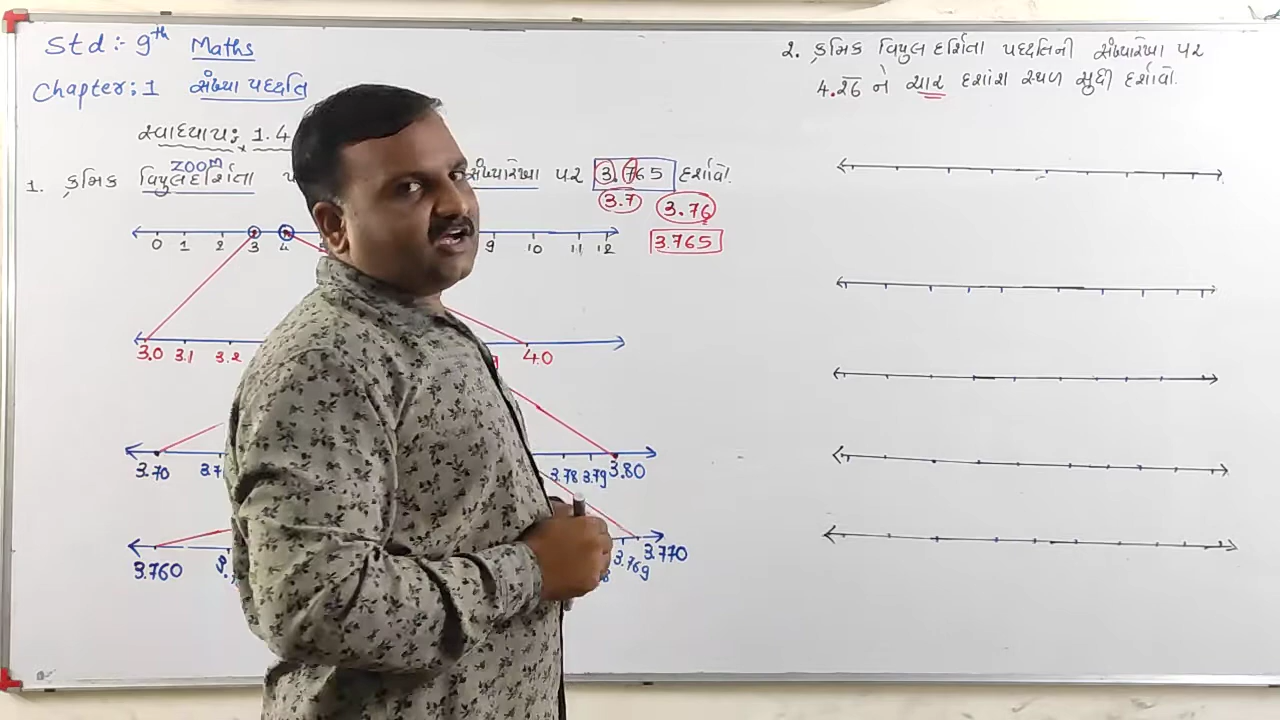 Std :- 9th Maths
Chapter : 1 સંખ્યા પદ્ધતિ
સ્વાધ્યાય : 1.4
ZOOM
1. ક્રમિક વિપુલદર્શિતા સંખ્યારેખા પર 3.765 દર્શાવો.
3.7 3.76
3.765
0 1 2 3 4 9 10 11 12
3.0 3.1 3.2 4.0
3.70 3.7 3.78 3.79 3.80
3.760 3. 3.769 3.770
2. ક્રમિક વિપુલદર્શિતા પદ્ધતિની સંખ્યારેખા પર
4.2̅6̅ ને ચાર દશાંશ સ્થળ સુધી દર્શાવો.